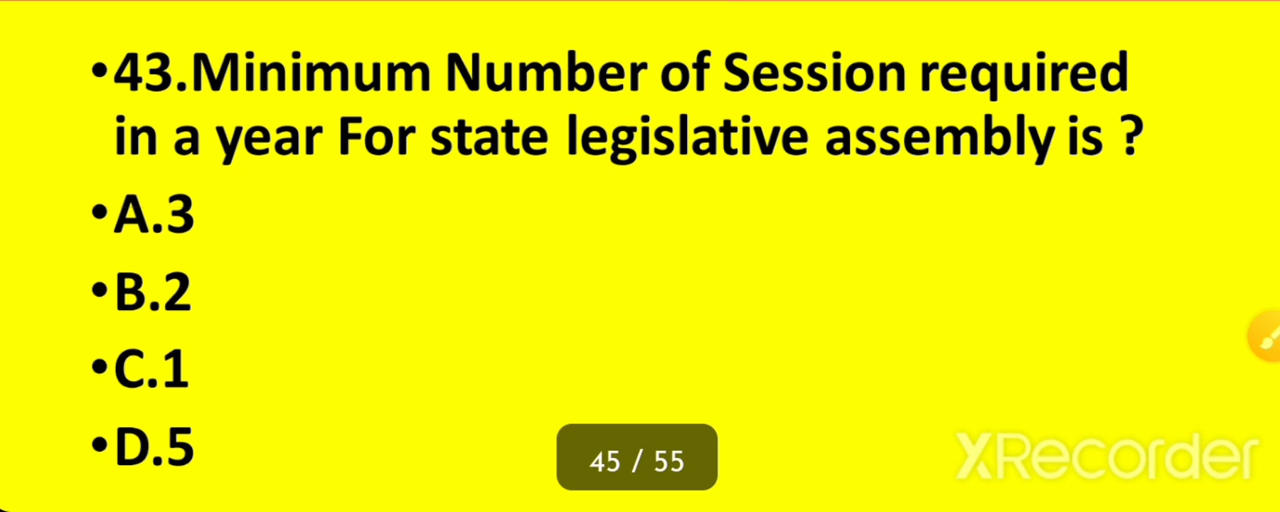 •43.Minimum Number of Session required
in a year For state legislative assembly is ?
•A.3
•B.2
•C.1
•D.5
45 / 55
XRecorder